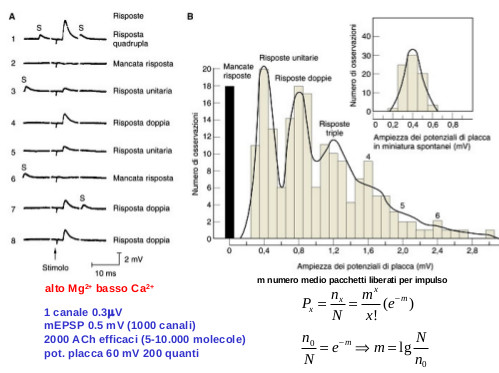 A
Risposte
1
S
S
Risposta
quadrupla
2
Mancata risposta
S
3
Risposta unitaria
4
Risposta doppia
5
Risposta unitaria
S
6
Mancata risposta
7
S
Risposta doppia
8
Risposta doppia
Stimolo
2 mV
10 ms
B
Numero di osservazioni
20
18
16
14
12
10
8
6
4
2
0
Mancate
risposte
Risposte unitarie
Risposte doppie
Risposte
triple
4
5
6
0
0,4
0,8
1,2
1,6
2,0
2,4
2,8
3,0
Ampiezza dei potenziali di placca (mV)
Numero di osservazioni
40
30
20
10
0
0
0,2
0,4
0,6
0,8
Ampiezza dei potenziali di placca
in miniatura spontanei (mV)
alto Mg²⁺ basso Ca²⁺
1 canale 0.3µV
mEPSP 0.5 mV (1000 canali)
2000 ACh efficaci (5-10.000 molecole)
pot. placca 60 mV 200 quanti
m numero medio pacchetti liberati per impulso
Pₓ = nₓ/N = mˣ/x! (e⁻ᵐ)
n₀/N = e⁻ᵐ ⇒ m = lg N/n₀